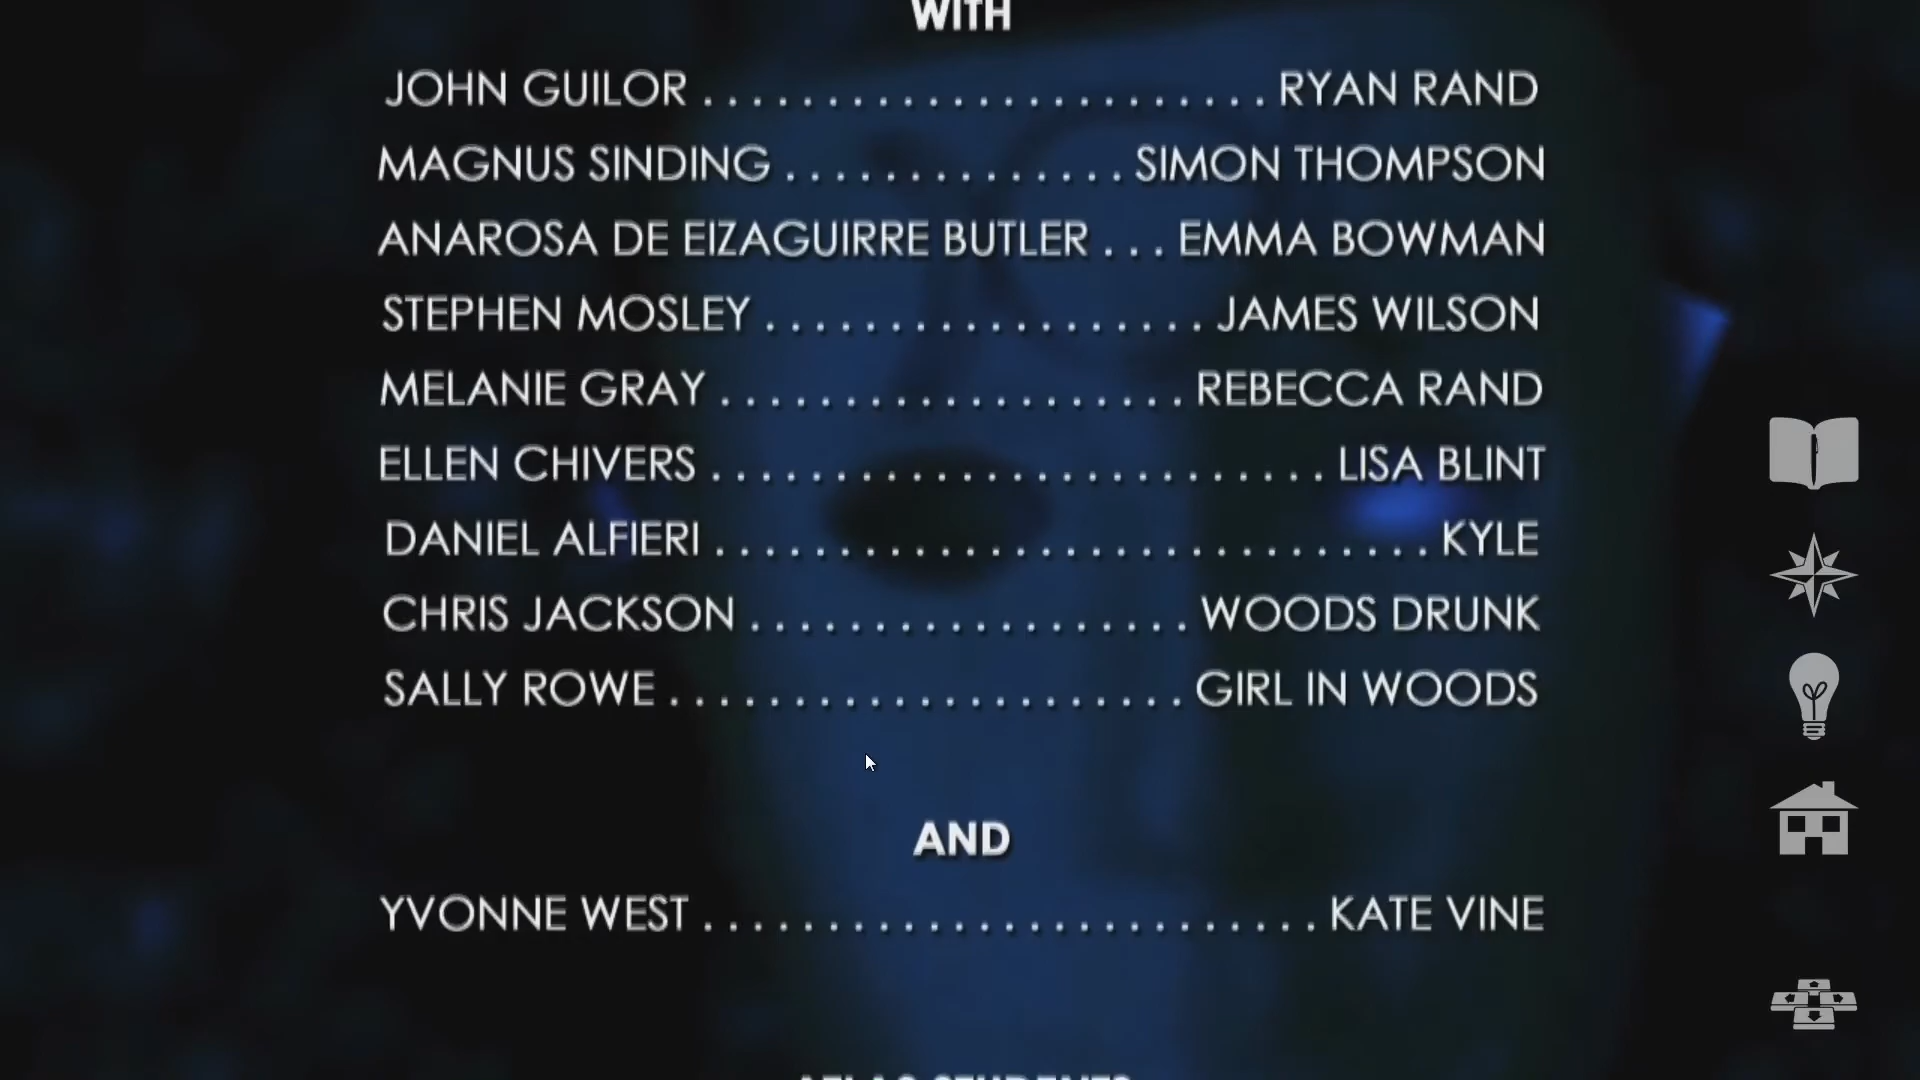 WITH
JOHN GUILOR . . . . . . . . . . . . . . . . . . . . . . . RYAN RAND
MAGNUS SINDING . . . . . . . . . . . . . . SIMON THOMPSON
ANAROSA DE EIZAGUIRRE BUTLER . . . EMMA BOWMAN
STEPHEN MOSLEY . . . . . . . . . . . . . . . . . . JAMES WILSON
MELANIE GRAY . . . . . . . . . . . . . . . . . . . REBECCA RAND
ELLEN CHIVERS . . . . . . . . . . . . . . . . . . . . . . . . . LISA BLINT
DANIEL ALFIERI . . . . . . . . . . . . . . . . . . . . . . . . . . . . . KYLE
CHRIS JACKSON . . . . . . . . . . . . . . . . . . WOODS DRUNK
SALLY ROWE . . . . . . . . . . . . . . . . . . . . . GIRL IN WOODS
AND
YVONNE WEST . . . . . . . . . . . . . . . . . . . . . . . . . KATE VINE